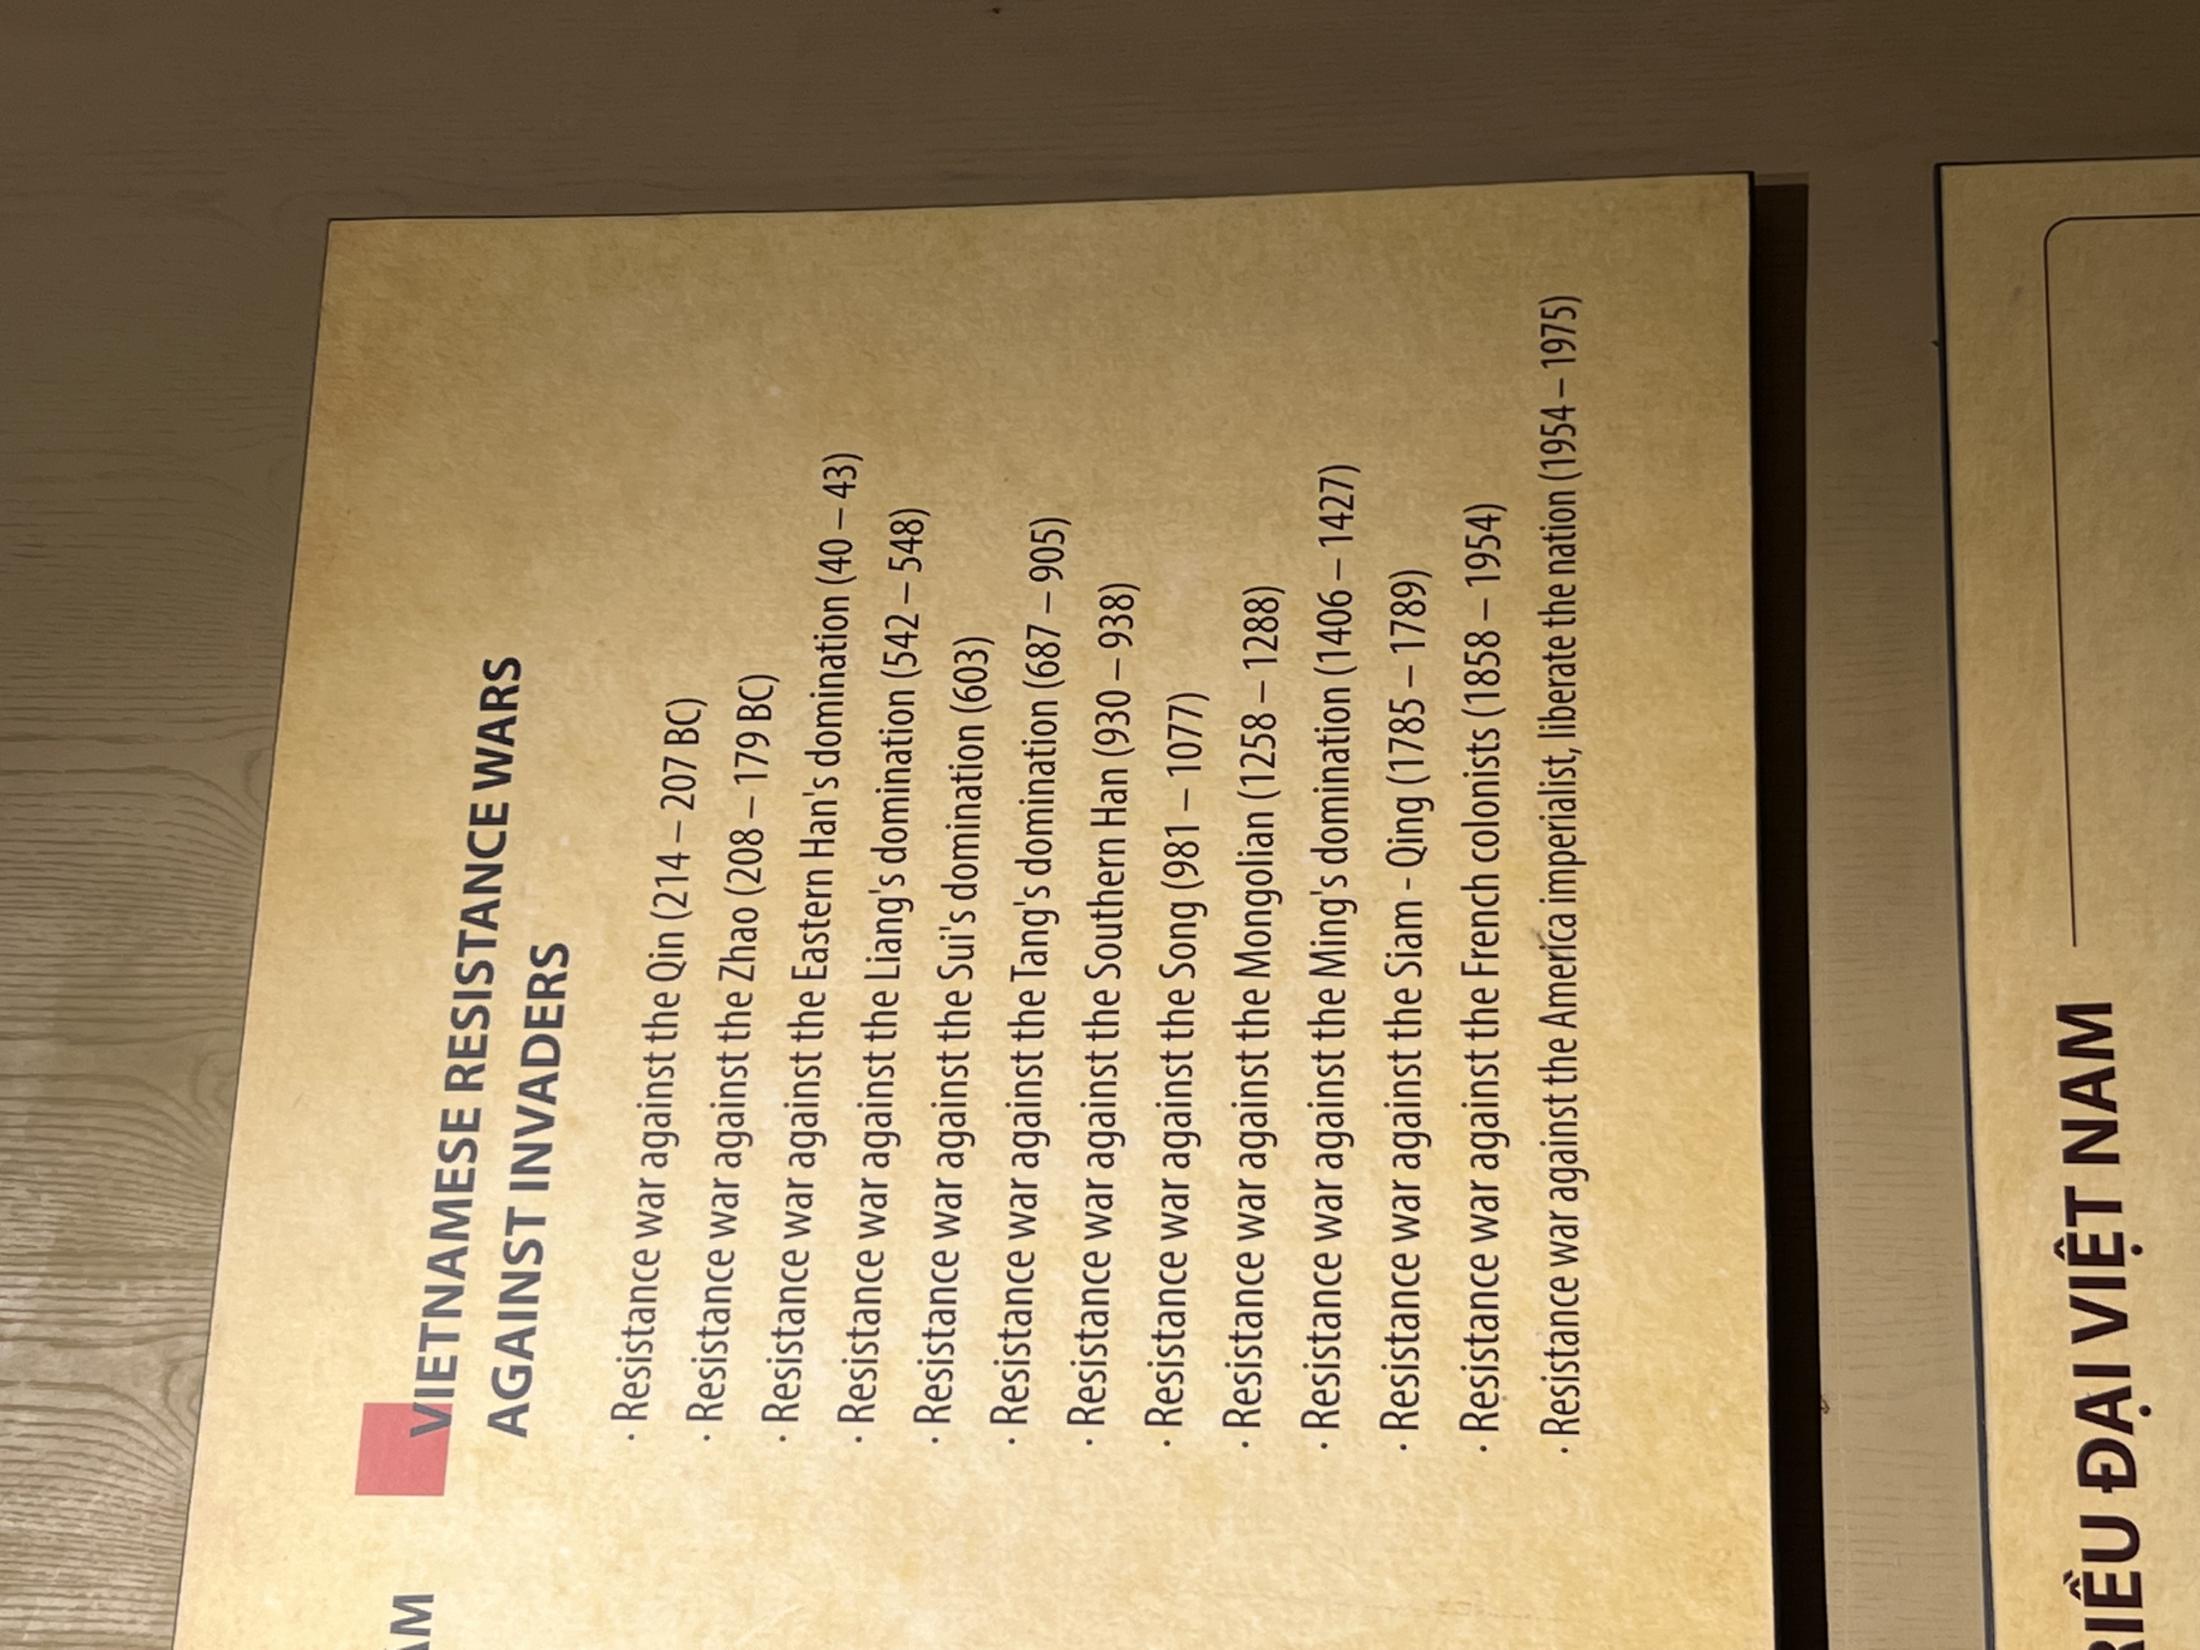 VIETNAMESE RESISTANCE WARS
AGAINST INVADERS
· Resistance war against the Qin (214 – 207 BC)
· Resistance war against the Zhao (208 – 179 BC)
· Resistance war against the Eastern Han's domination (40 – 43)
· Resistance war against the Liang's domination (542 – 548)
· Resistance war against the Sui's domination (603)
· Resistance war against the Tang's domination (687 – 905)
· Resistance war against the Southern Han (930 – 938)
· Resistance war against the Song (981 – 1077)
· Resistance war against the Mongolian (1258 – 1288)
· Resistance war against the Ming's domination (1406 – 1427)
· Resistance war against the Siam - Qing (1785 – 1789)
· Resistance war against the French colonists (1858 – 1954)
· Resistance war against the America imperialist, liberate the nation (1954 – 1975)
ĐẠI VIỆT NAM